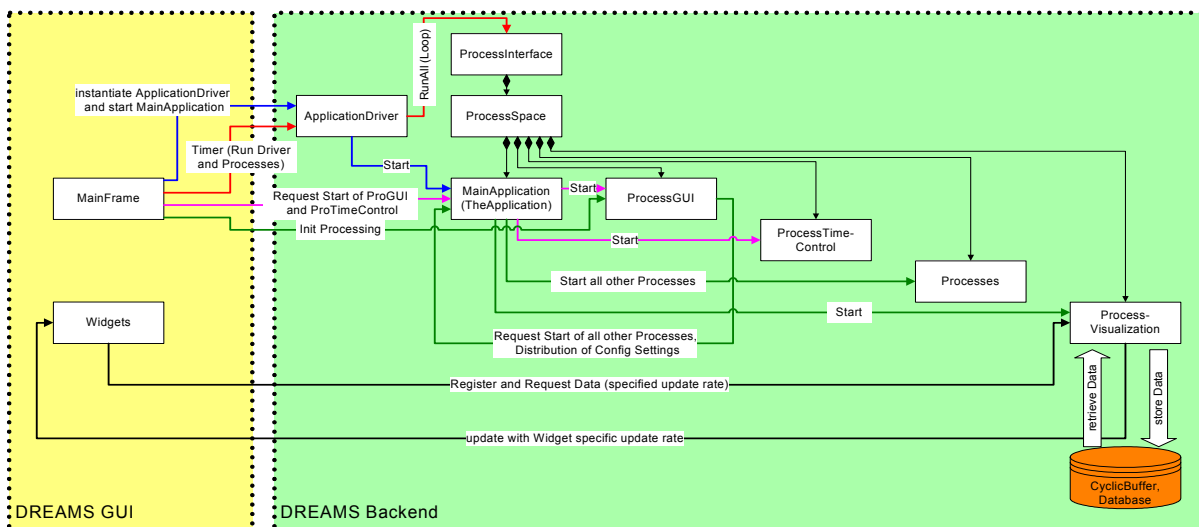 RunAll (Loop)
ProcessInterface
instantiate ApplicationDriver
and start MainApplication
ApplicationDriver
ProcessSpace
Timer (Run Driver
and Processes)
Start
MainFrame
Request Start of ProGUI
and ProTimeControl
MainApplication
(TheApplication)
Start
ProcessGUI
Init Processing
Start
ProcessTime-
Control
Start all other Processes
Processes
Widgets
Start
Process-
Visualization
Request Start of all other Processes,
Distribution of Config Settings
Register and Request Data (specified update rate)
retrieve Data
store Data
update with Widget specific update rate
CyclicBuffer,
Database
DREAMS GUI
DREAMS Backend